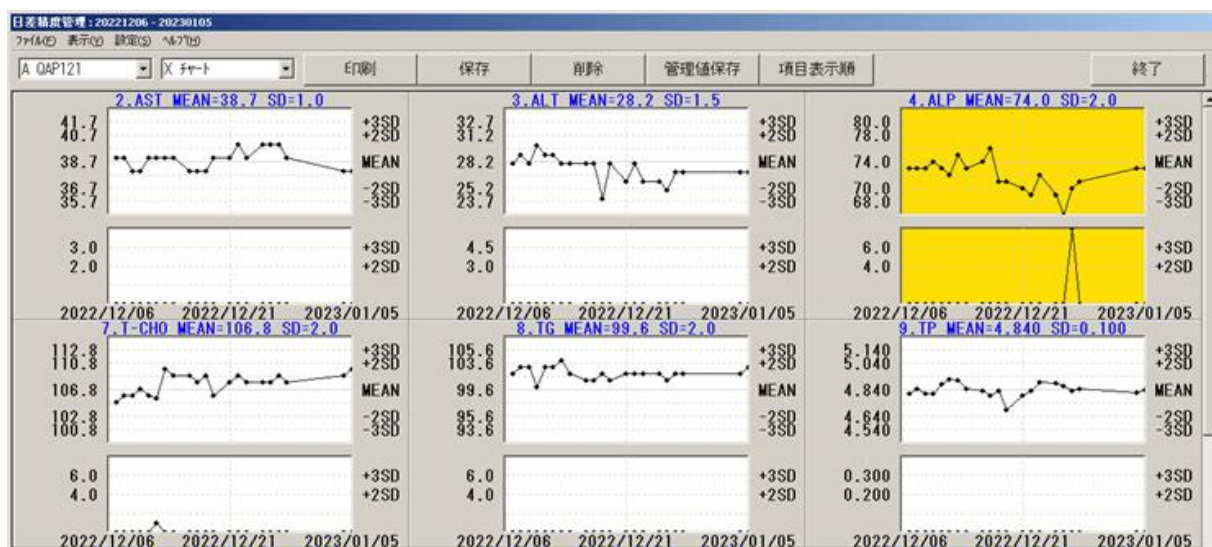 日差精度管理 : 20221206 - 20230105
ファイル(F) 表示(V) 設定(S) ヘルプ(H)
A QAP121 X チャート 印刷 保存 削除 管理値保存 項目表示順 終了
2.AST MEAN=38.7 SD=1.0 3.ALT MEAN=28.2 SD=1.5 4.ALP MEAN=74.0 SD=2.0
41.7 +3SD 32.7 +3SD 80.0 +3SD
40.7 +2SD 31.2 +2SD 78.0 +2SD
38.7 MEAN 28.2 MEAN 74.0 MEAN
36.7 -2SD 25.2 -2SD 70.0 -2SD
35.7 -3SD 23.7 -3SD 68.0 -3SD
3.0 +3SD 4.5 +3SD 6.0 +3SD
2.0 +2SD 3.0 +2SD 4.0 +2SD
2022/12/06 2022/12/21 2023/01/05 2022/12/06 2022/12/21 2023/01/05 2022/12/06 2022/12/21 2023/01/05
7.T-CHO MEAN=106.8 SD=2.0 8.TG MEAN=99.6 SD=2.0 9.TP MEAN=4.840 SD=0.100
112.8 +3SD 105.6 +3SD 5.140 +3SD
110.8 +2SD 103.6 +2SD 5.040 +2SD
106.8 MEAN 99.6 MEAN 4.840 MEAN
102.8 -2SD 95.6 -2SD 4.640 -2SD
100.8 -3SD 93.6 -3SD 4.540 -3SD
6.0 +3SD 6.0 +3SD 0.300 +3SD
4.0 +2SD 4.0 +2SD 0.200 +2SD
2022/12/06 2022/12/21 2023/01/05 2022/12/06 2022/12/21 2023/01/05 2022/12/06 2022/12/21 2023/01/05